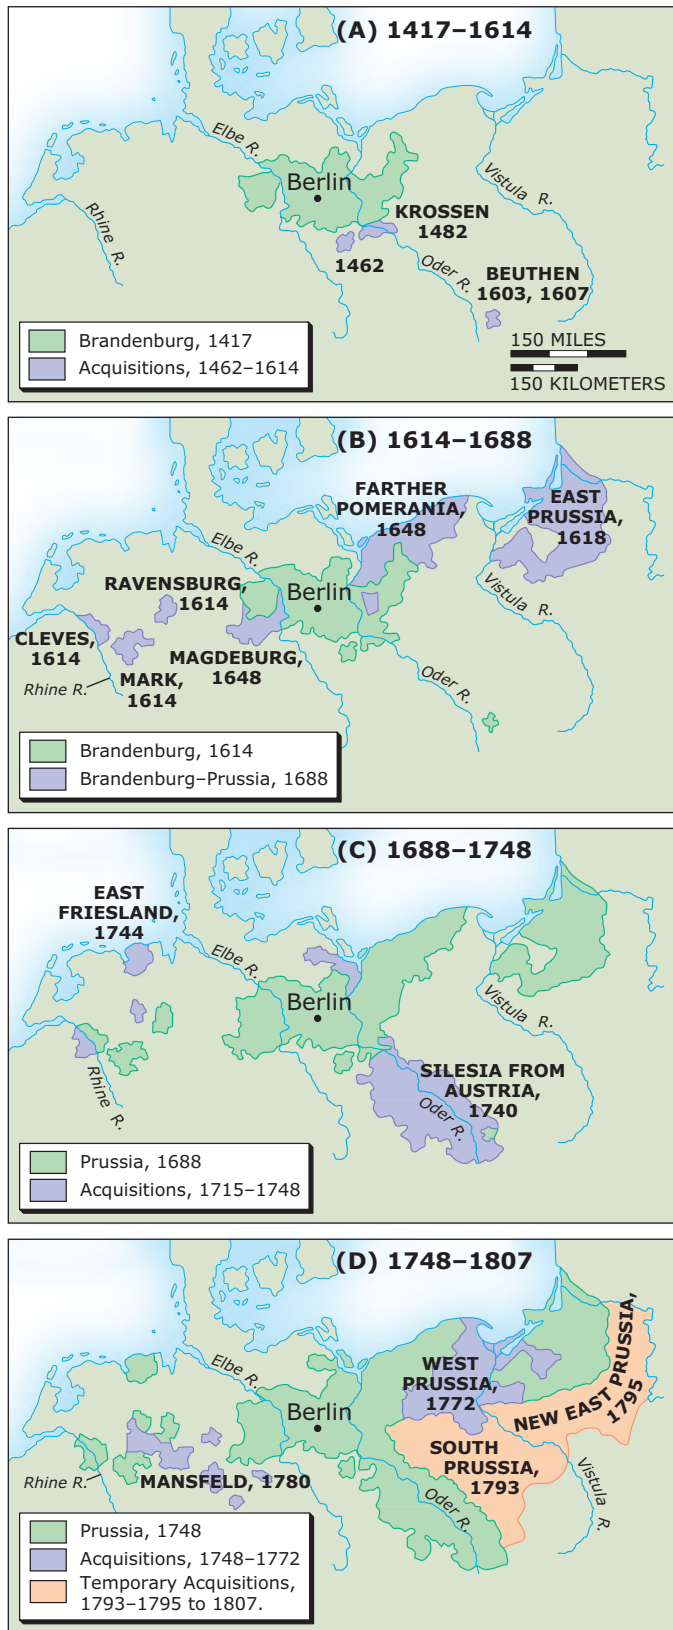 (A) 1417–1614
Elbe R.
Berlin
Vistula R.
Rhine R.
KROSSEN
1482
1462
Oder R.
BEUTHEN
1603, 1607
150 MILES
150 KILOMETERS
Brandenburg, 1417
Acquisitions, 1462–1614
(B) 1614–1688
FARTHER
POMERANIA,
1648
EAST
PRUSSIA,
1618
Elbe R.
RAVENSBURG,
1614
Berlin
Vistula R.
CLEVES,
1614
MAGDEBURG,
1648
MARK,
1614
Rhine R.
Oder R.
Brandenburg, 1614
Brandenburg–Prussia, 1688
(C) 1688–1748
EAST
FRIESLAND,
1744
Elbe R.
Berlin
Vistula R.
Rhine R.
SILESIA FROM
AUSTRIA,
1740
Oder R.
Prussia, 1688
Acquisitions, 1715–1748
(D) 1748–1807
Elbe R.
WEST
PRUSSIA,
1772
NEW EAST PRUSSIA,
1795
Berlin
SOUTH
PRUSSIA,
1793
MANSFELD, 1780
Rhine R.
Oder R.
Vistula R.
Prussia, 1748
Acquisitions, 1748–1772
Temporary Acquisitions,
1793–1795 to 1807.